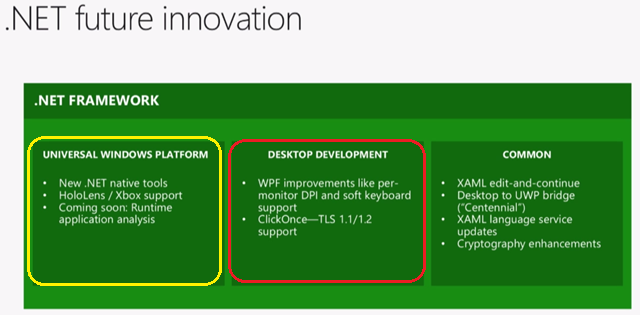 .NET future innovation
.NET FRAMEWORK
UNIVERSAL WINDOWS PLATFORM
• New .NET native tools
• HoloLens / Xbox support
• Coming soon: Runtime
application analysis
DESKTOP DEVELOPMENT
• WPF improvements like per-
monitor DPI and soft keyboard
support
• ClickOnce—TLS 1.1/1.2
support
COMMON
• XAML edit-and-continue
• Desktop to UWP bridge
("Centennial")
• XAML language service
updates
• Cryptography enhancements